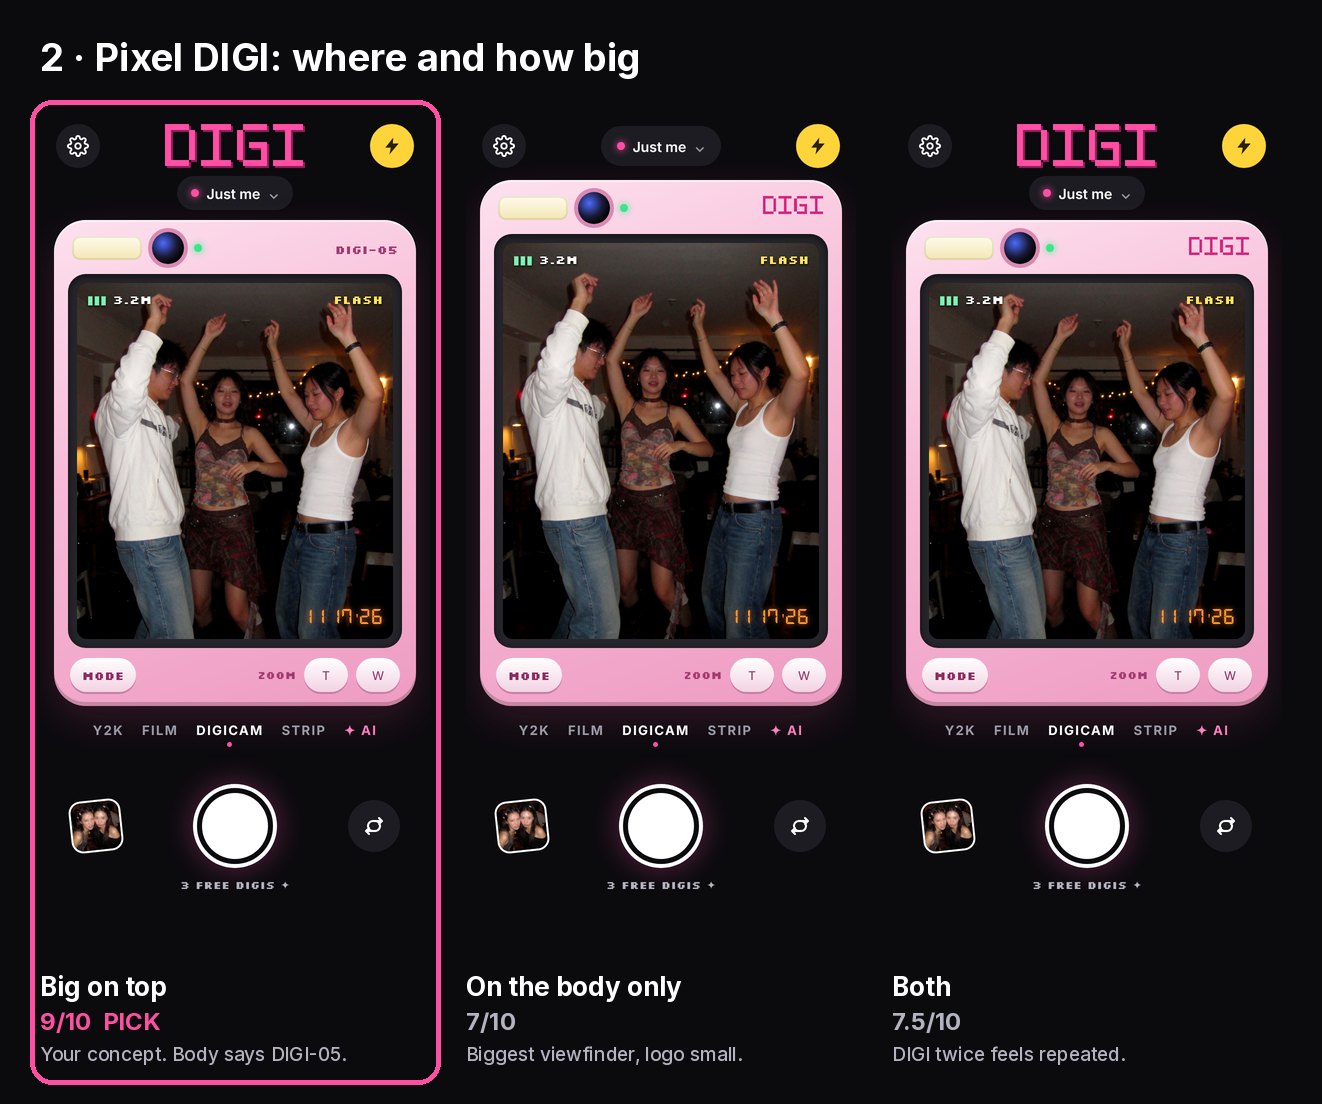 2 · Pixel DIGI: where and how big
DIGI
Just me
DIGI-05
3.2M FLASH
11 17 '26
MODE ZOOM T W
Y2K FILM DIGICAM STRIP ✦ AI
3 FREE DIGIS ✦
Big on top
9/10 PICK
Your concept. Body says DIGI-05.
Just me
DIGI
3.2M FLASH
11 17 '26
MODE ZOOM T W
Y2K FILM DIGICAM STRIP ✦ AI
3 FREE DIGIS ✦
On the body only
7/10
Biggest viewfinder, logo small.
DIGI
Just me
DIGI
3.2M FLASH
11 17 '26
MODE ZOOM T W
Y2K FILM DIGICAM STRIP ✦ AI
3 FREE DIGIS ✦
Both
7.5/10
DIGI twice feels repeated.